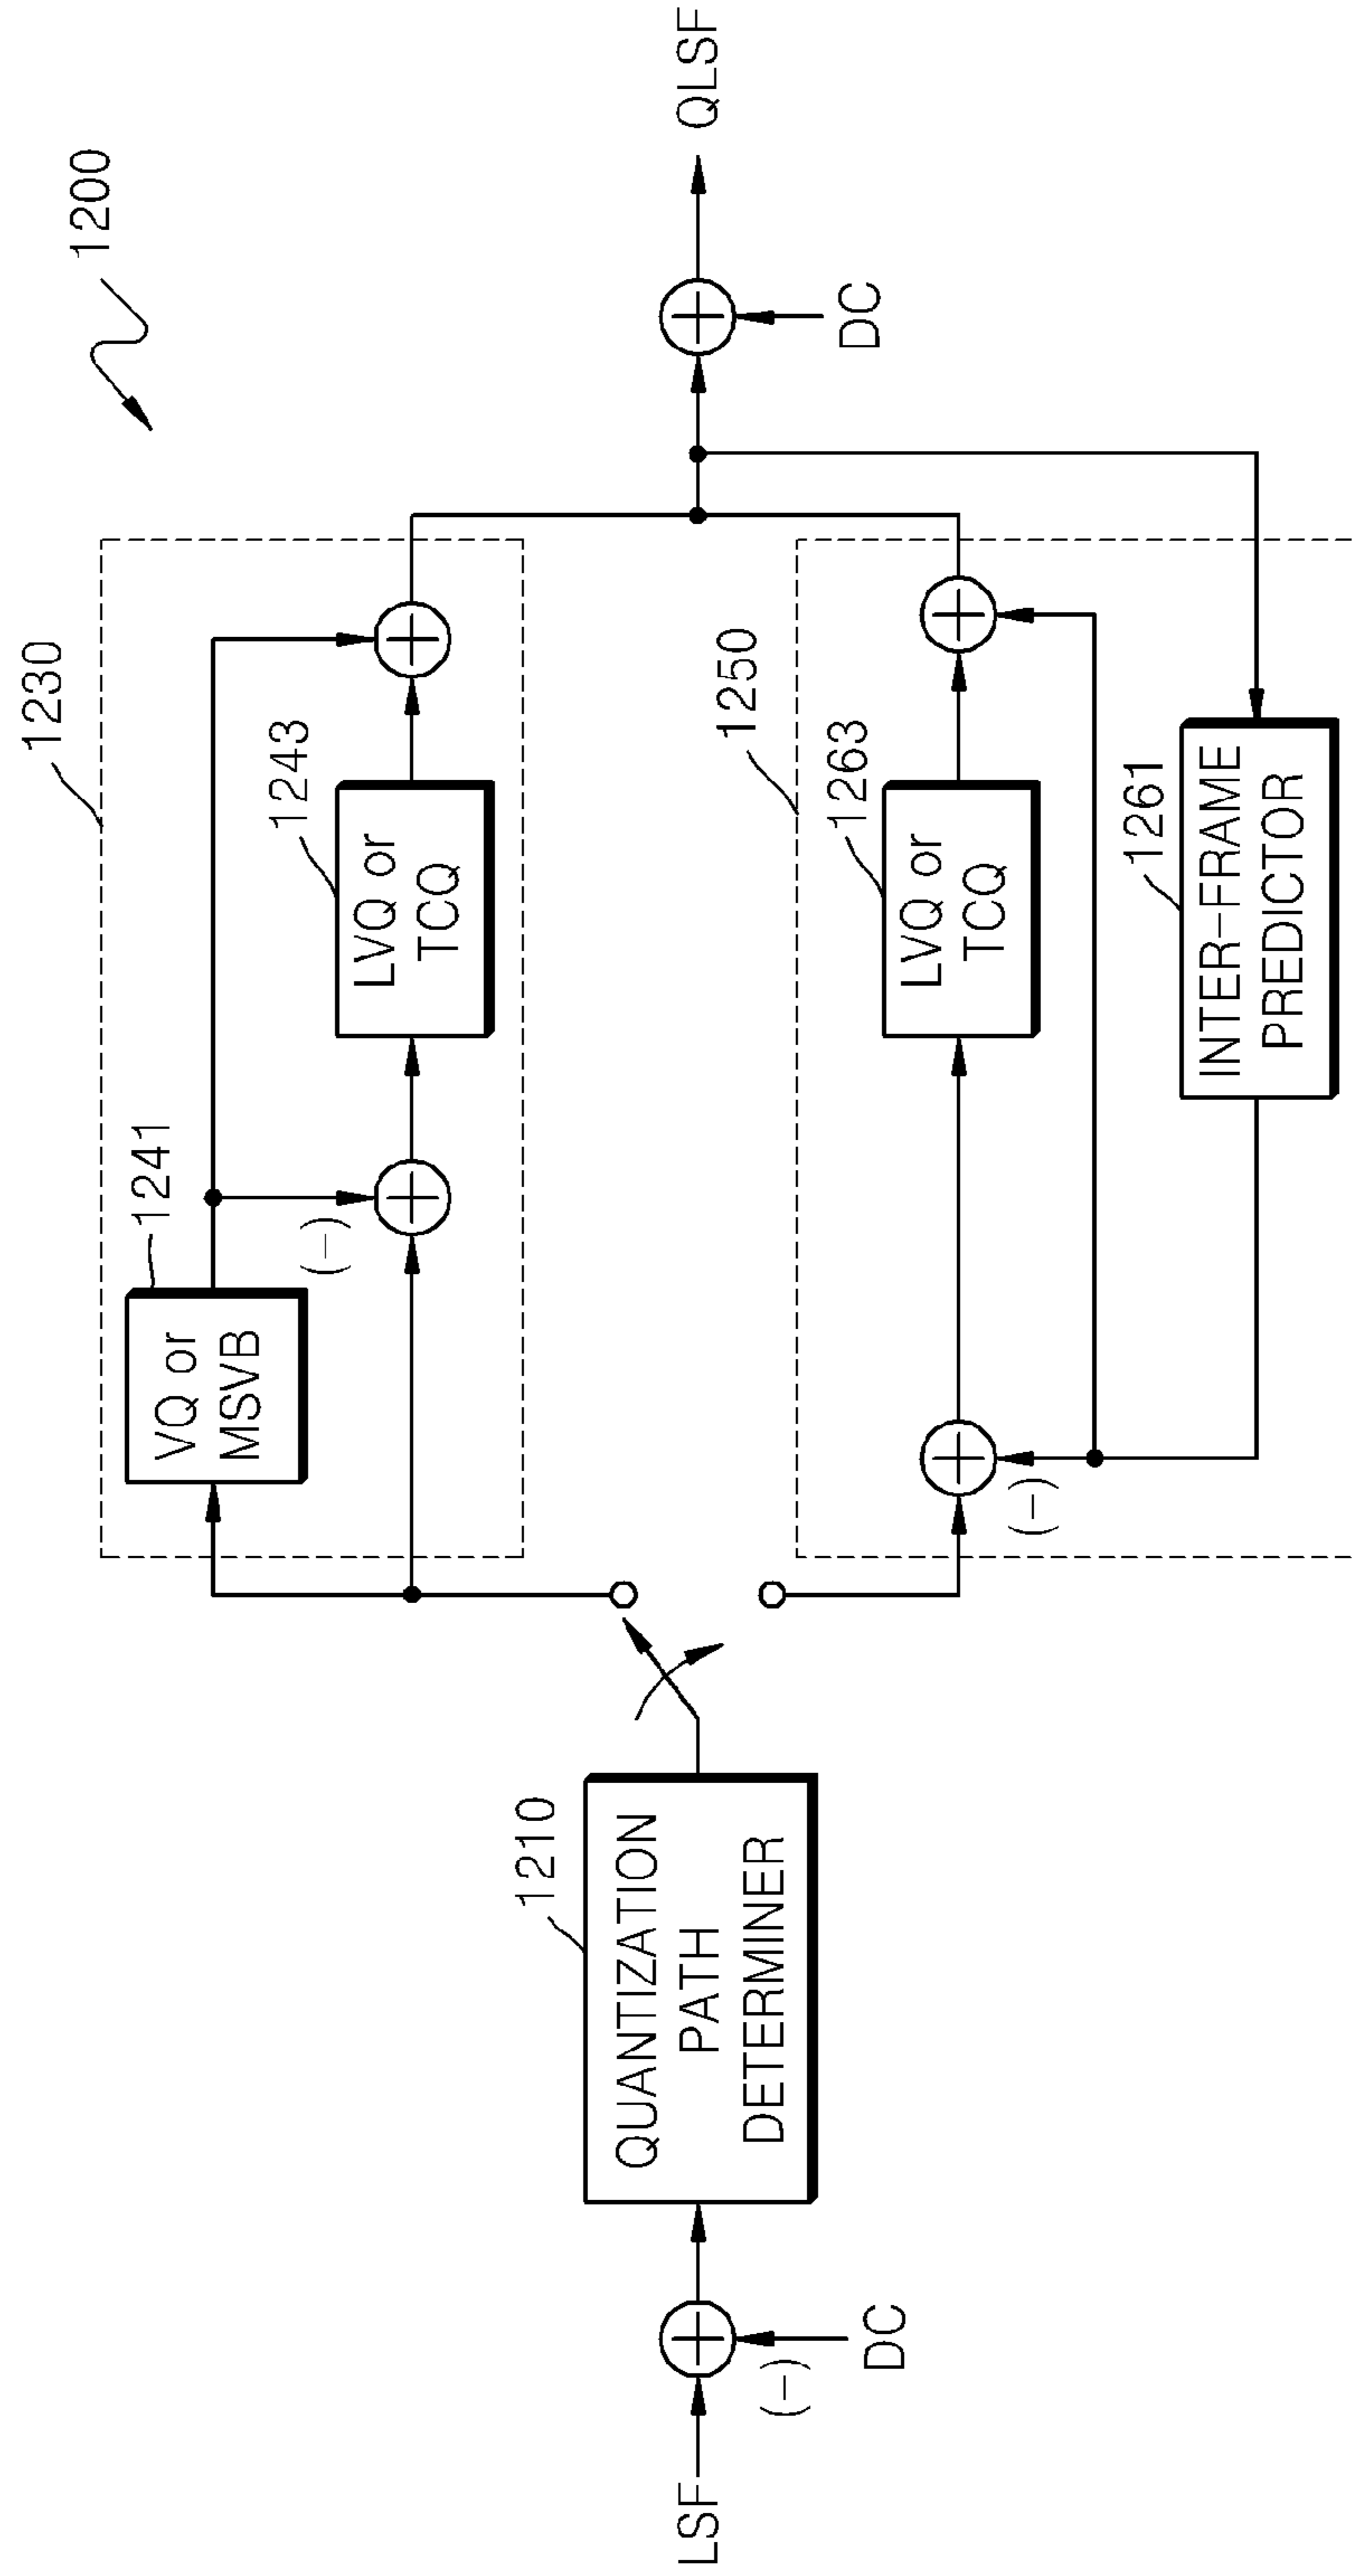 1200
1230
VQ or
MSVB
1241
(−)
LVQ or
TCQ
1243
LSF
(−)
DC
QUANTIZATION
PATH
DETERMINER
1210
DC
QLSF
1250
(−)
LVQ or
TCQ
1263
INTER-FRAME
PREDICTOR
1261